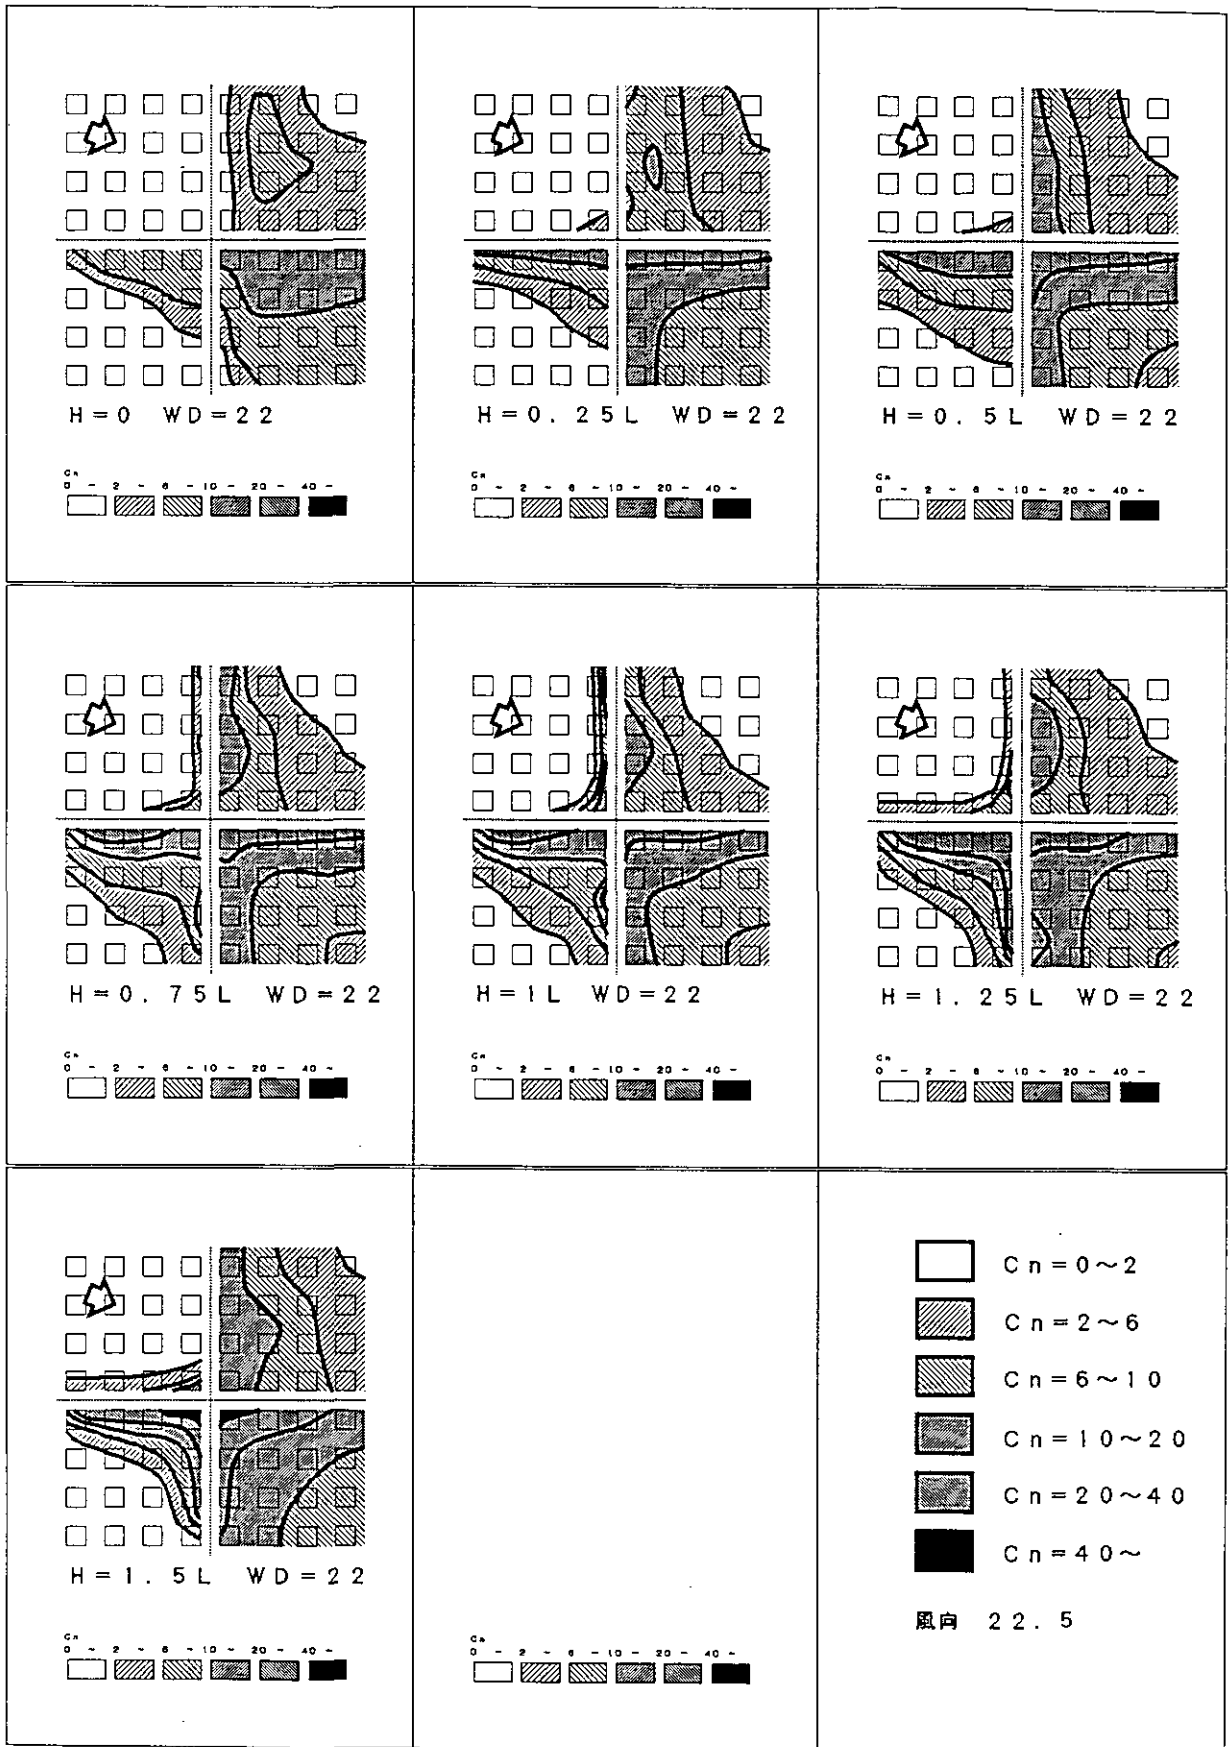 H=0 WD=22
Cn
0 ~ 2 ~ 6 ~ 10 ~ 20 ~ 40 ~
H=0.25L WD=22
Cn
0 ~ 2 ~ 6 ~ 10 ~ 20 ~ 40 ~
H=0.5L WD=22
Cn
0 ~ 2 ~ 6 ~ 10 ~ 20 ~ 40 ~
H=0.75L WD=22
Cn
0 ~ 2 ~ 6 ~ 10 ~ 20 ~ 40 ~
H=1L WD=22
Cn
0 ~ 2 ~ 6 ~ 10 ~ 20 ~ 40 ~
H=1.25L WD=22
Cn
0 ~ 2 ~ 6 ~ 10 ~ 20 ~ 40 ~
H=1.5L WD=22
Cn
0 ~ 2 ~ 6 ~ 10 ~ 20 ~ 40 ~
Cn
0 ~ 2 ~ 6 ~ 10 ~ 20 ~ 40 ~
Cn=0~2
Cn=2~6
Cn=6~10
Cn=10~20
Cn=20~40
Cn=40~
風向 22.5